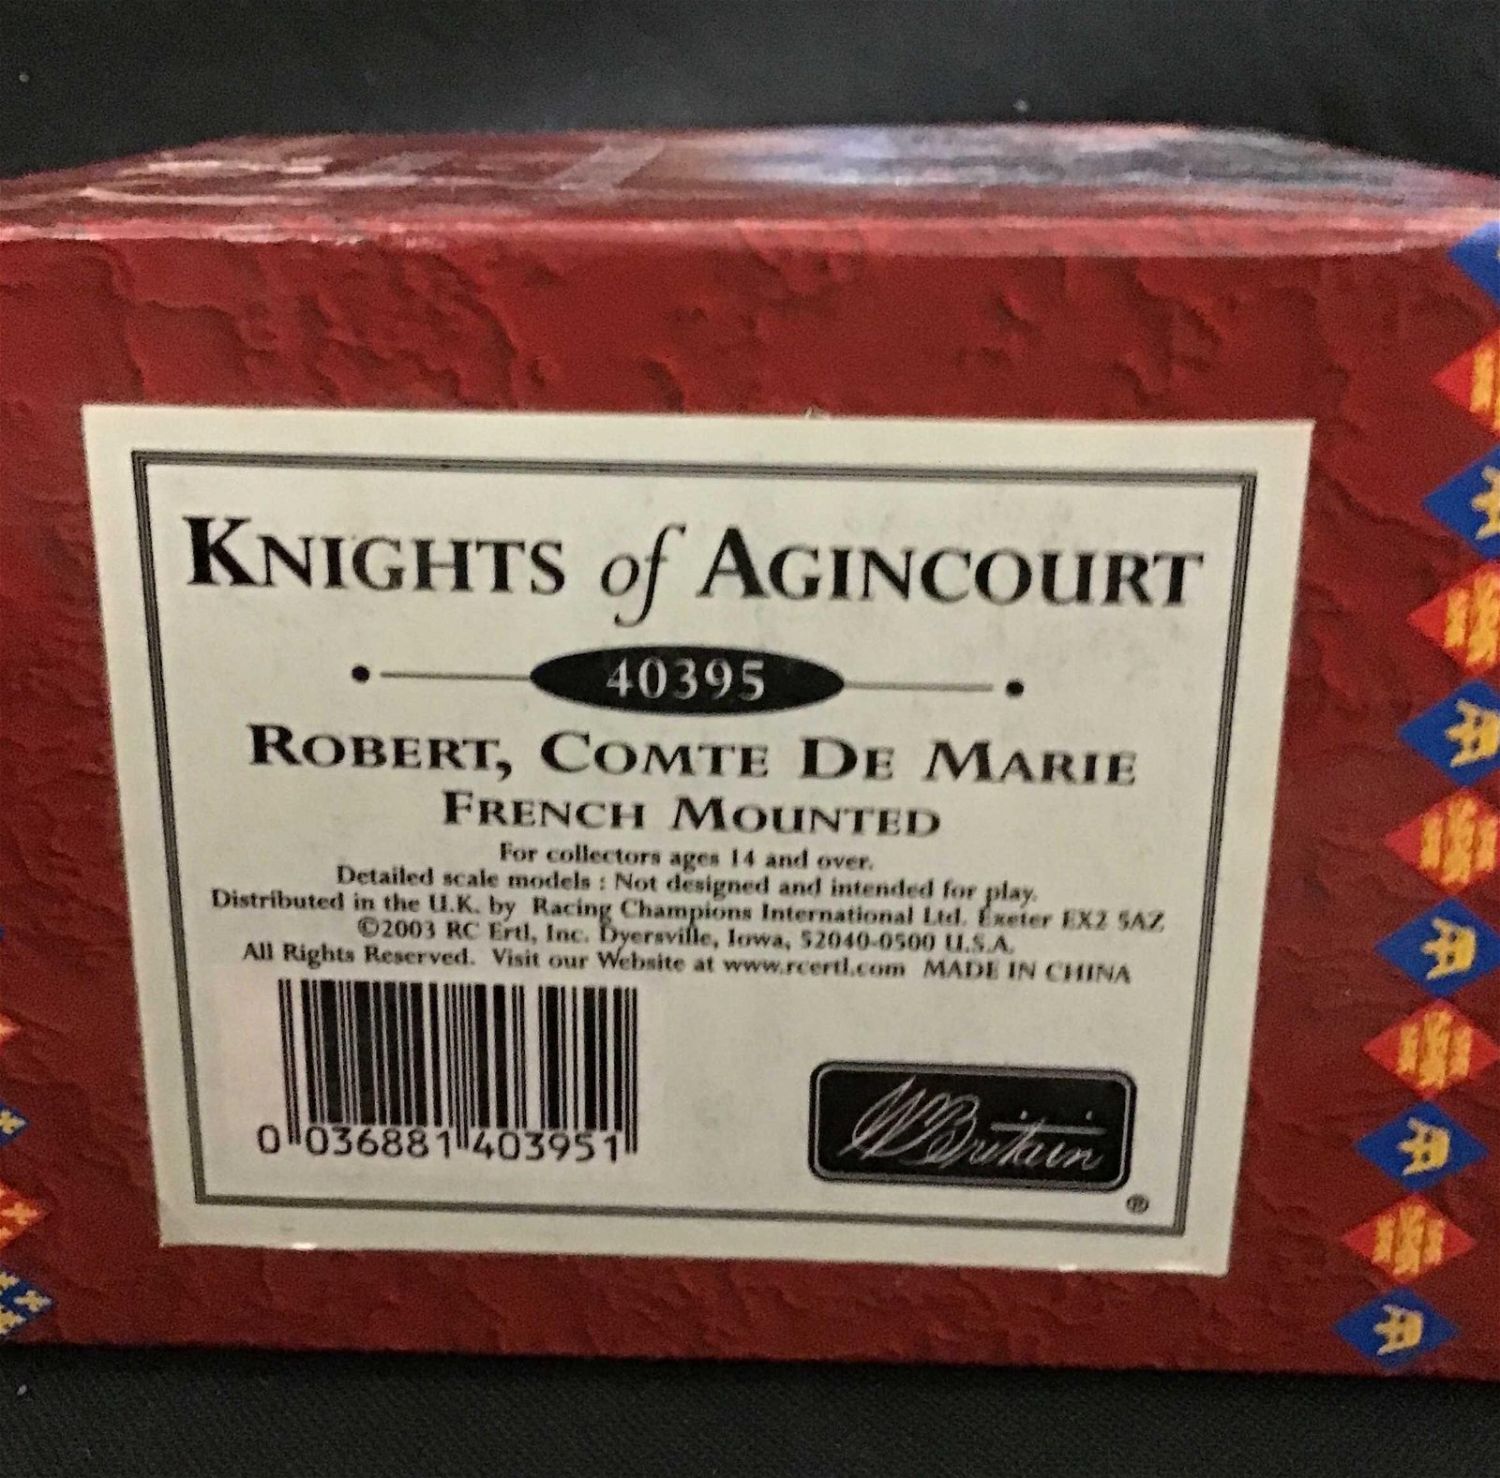 KNIGHTS of AGINCOURT
40395
ROBERT, COMTE DE MARIE
FRENCH MOUNTED
For collectors ages 14 and over.
Detailed scale models : Not designed and intended for play.
Distributed in the U.K. by Racing Champions International Ltd. Exeter EX2 5AZ
©2003 RC Ertl, Inc. Dyersville, Iowa, 52040-0500 U.S.A.
All Rights Reserved. Visit our Website at www.rcertl.com MADE IN CHINA
0 036881 403951
W. Britain
®